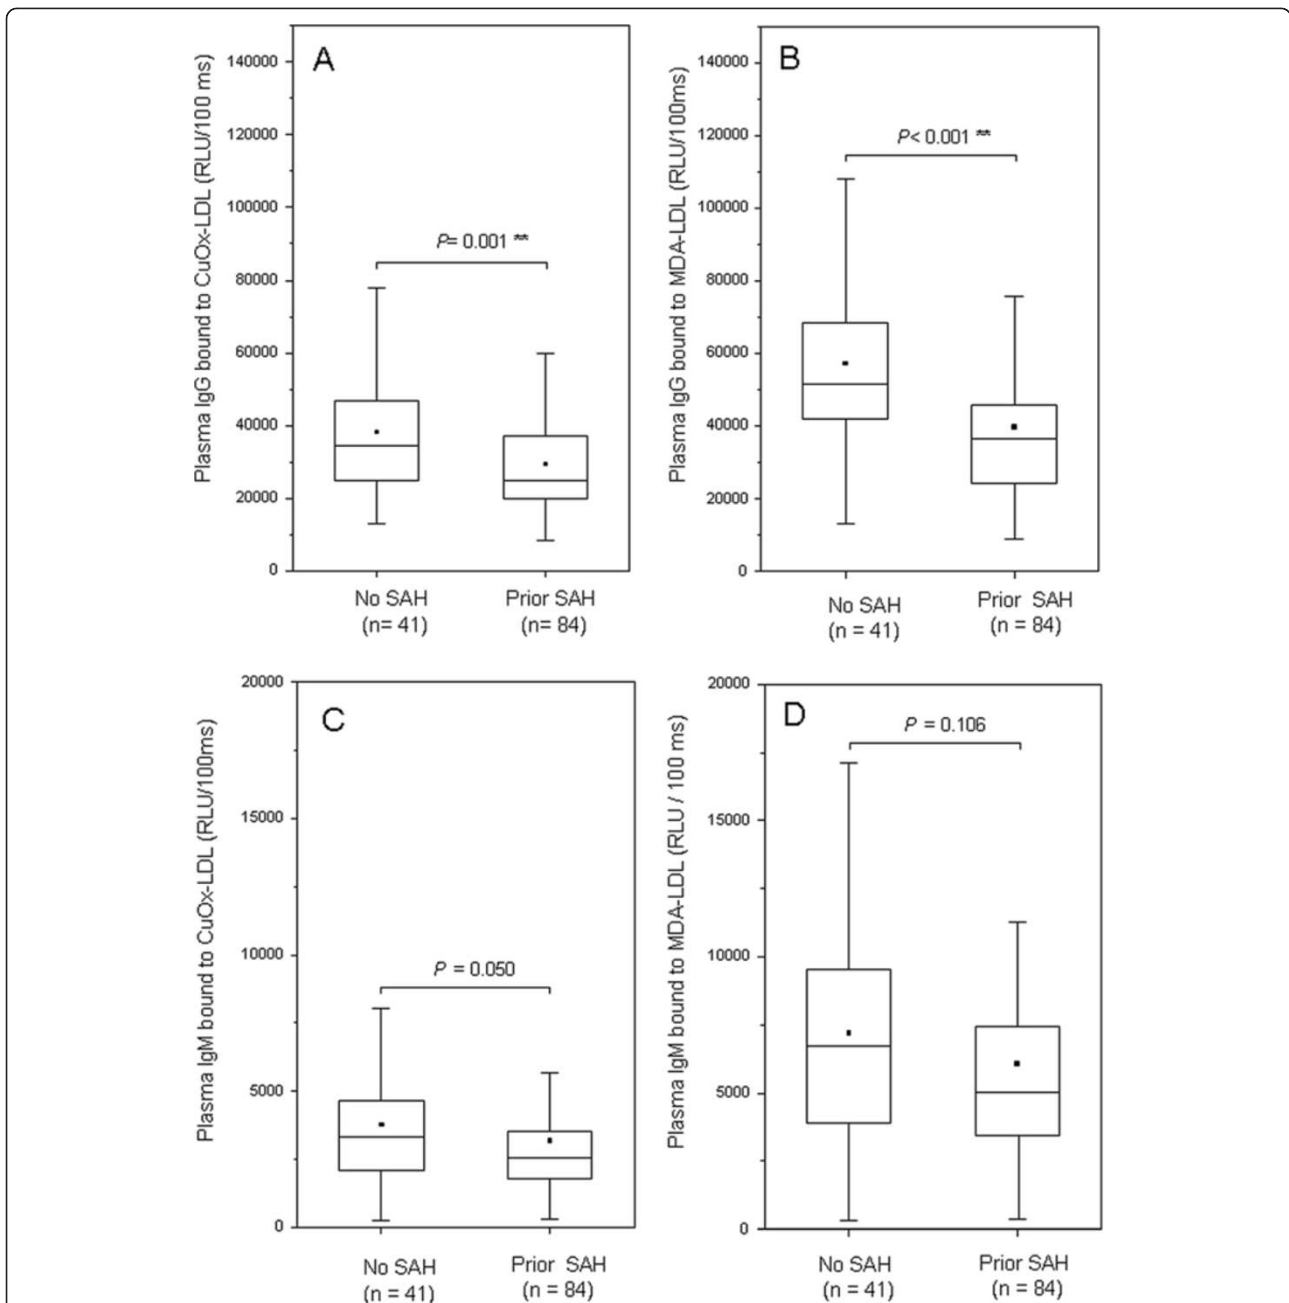 A
Plasma IgG bound to CuOx-LDL (RLU/100 ms)
140000
120000
100000
80000
60000
40000
20000
0
P= 0.001 **
No SAH
(n= 41)
Prior SAH
(n= 84)
B
Plasma IgG bound to MDA-LDL (RLU/100ms)
140000
120000
100000
80000
60000
40000
20000
0
P< 0.001 **
No SAH
(n = 41)
Prior SAH
(n = 84)
C
Plasma IgM bound to CuOx-LDL (RLU/100ms)
20000
15000
10000
5000
0
P = 0.050
No SAH
(n = 41)
Prior SAH
(n = 84)
D
Plasma IgM bound to MDA-LDL (RLU / 100 ms)
20000
15000
10000
5000
0
P = 0.106
No SAH
(n = 41)
Prior SAH
(n = 84)